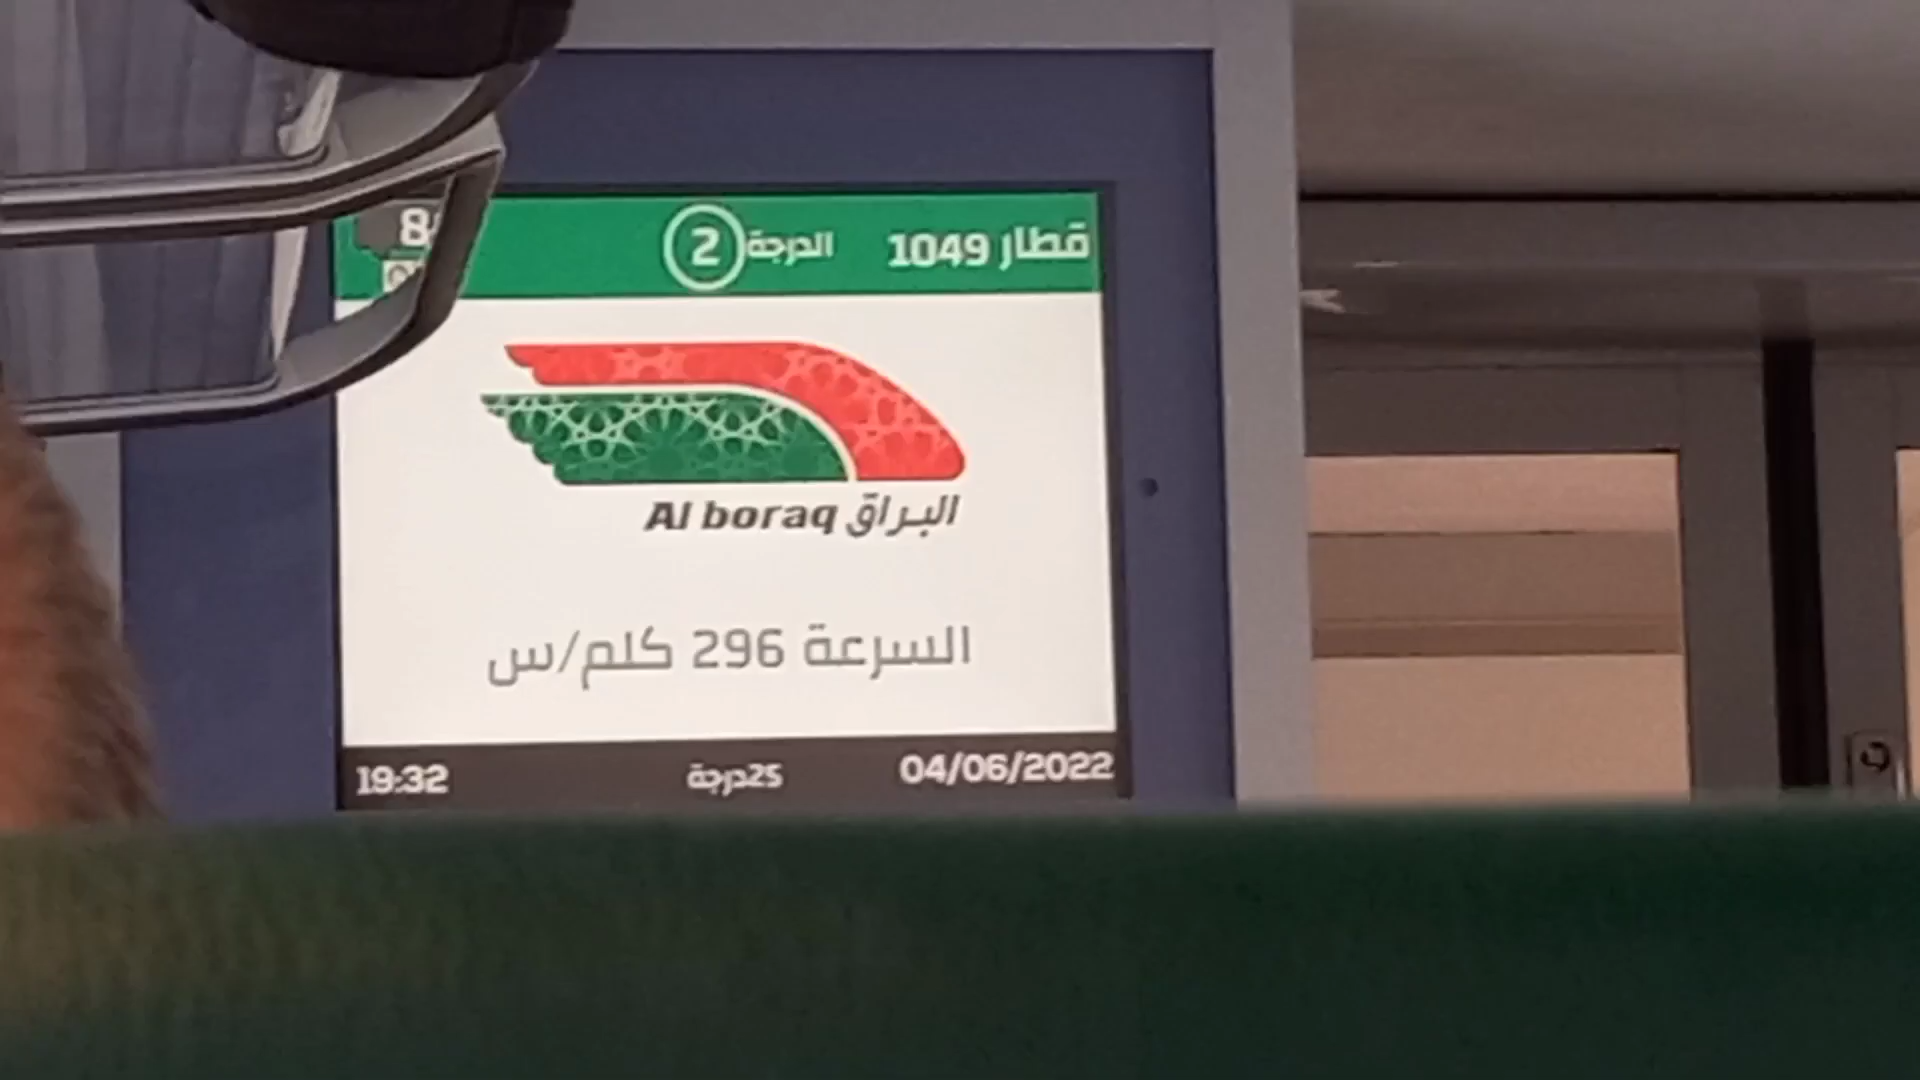 قطار 1049 الدرجة 2
Al boraq البراق
السرعة 296 كلم/س
04/06/2022 25درجة 19:32